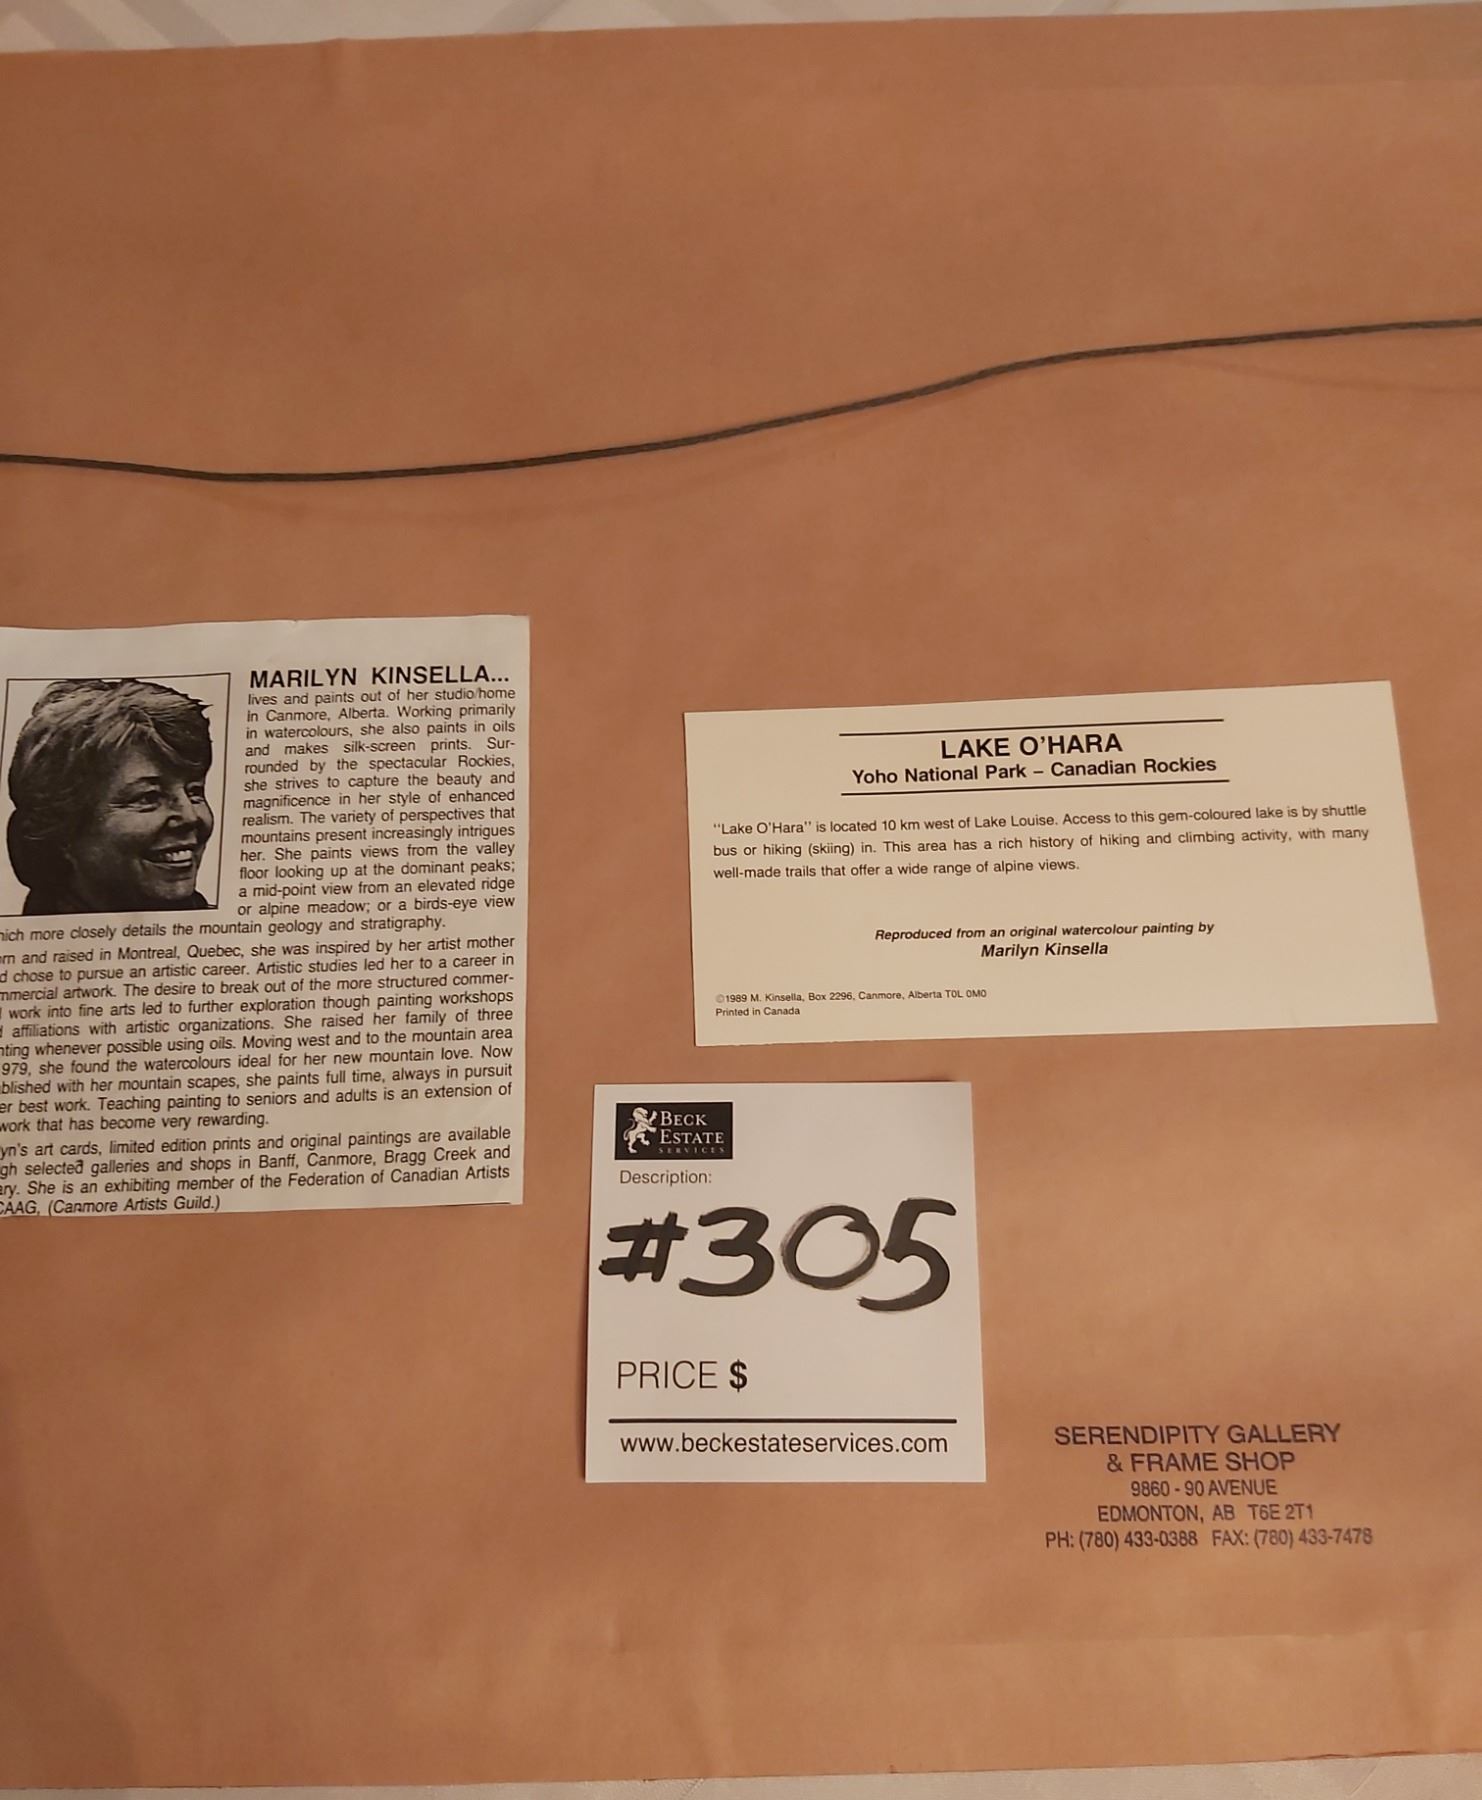 MARILYN KINSELLA...
lives and paints out of her studio/home
in Canmore, Alberta. Working primarily
in watercolours, she also paints in oils
and makes silk-screen prints. Sur-
rounded by the spectacular Rockies,
she strives to capture the beauty and
magnificence in her style of enhanced
realism. The variety of perspectives that
mountains present increasingly intrigues
her. She paints views from the valley
floor looking up at the dominant peaks;
a mid-point view from an elevated ridge
or alpine meadow; or a birds-eye view
more closely details the mountain geology and stratigraphy.
and raised in Montreal, Quebec, she was inspired by her artist mother
chose to pursue an artistic career. Artistic studies led her to a career in
artwork. The desire to break out of the more structured commer-
work into fine arts led to further exploration though painting workshops
affiliations with artistic organizations. She raised her family of three
whenever possible using oils. Moving west and to the mountain area
979, she found the watercolours ideal for her new mountain love. Now
with her mountain scapes, she paints full time, always in pursuit
best work. Teaching painting to seniors and adults is an extension of
work that has become very rewarding.
yn's art cards, limited edition prints and original paintings are available
gh selected galleries and shops in Banff, Canmore, Bragg Creek and
ary. She is an exhibiting member of the Federation of Canadian Artists
CAAG, (Canmore Artists Guild.)
LAKE O'HARA
Yoho National Park – Canadian Rockies
"Lake O'Hara" is located 10 km west of Lake Louise. Access to this gem-coloured lake is by shuttle
bus or hiking (skiing) in. This area has a rich history of hiking and climbing activity, with many
well-made trails that offer a wide range of alpine views.
Reproduced from an original watercolour painting by
Marilyn Kinsella
©1989 M. Kinsella, Box 2296, Canmore, Alberta T0L 0M0
Printed in Canada
BECK
ESTATE
SERVICES
Description:
#305
PRICE $
www.beckestateservices.com
SERENDIPITY GALLERY
& FRAME SHOP
9860 - 90 AVENUE
EDMONTON, AB T6E 2T1
PH: (780) 433-0388 FAX: (780) 433-7478